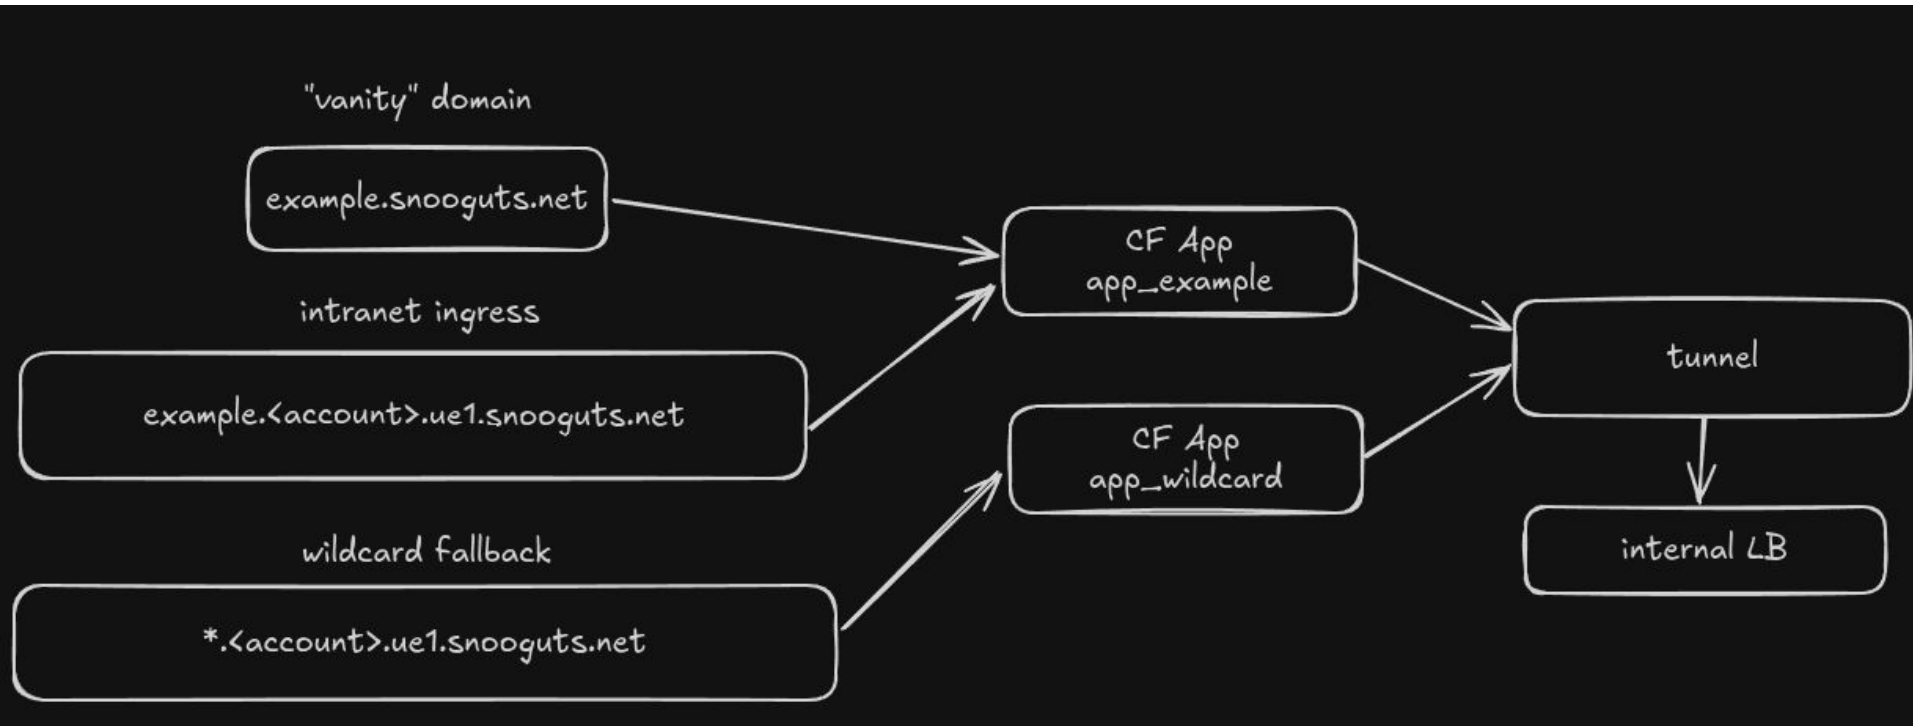 "vanity" domain
example.snooguts.net
intranet ingress
example.<account>.ue1.snooguts.net
wildcard fallback
*.<account>.ue1.snooguts.net
CF App
app_example
CF App
app_wildcard
tunnel
internal LB